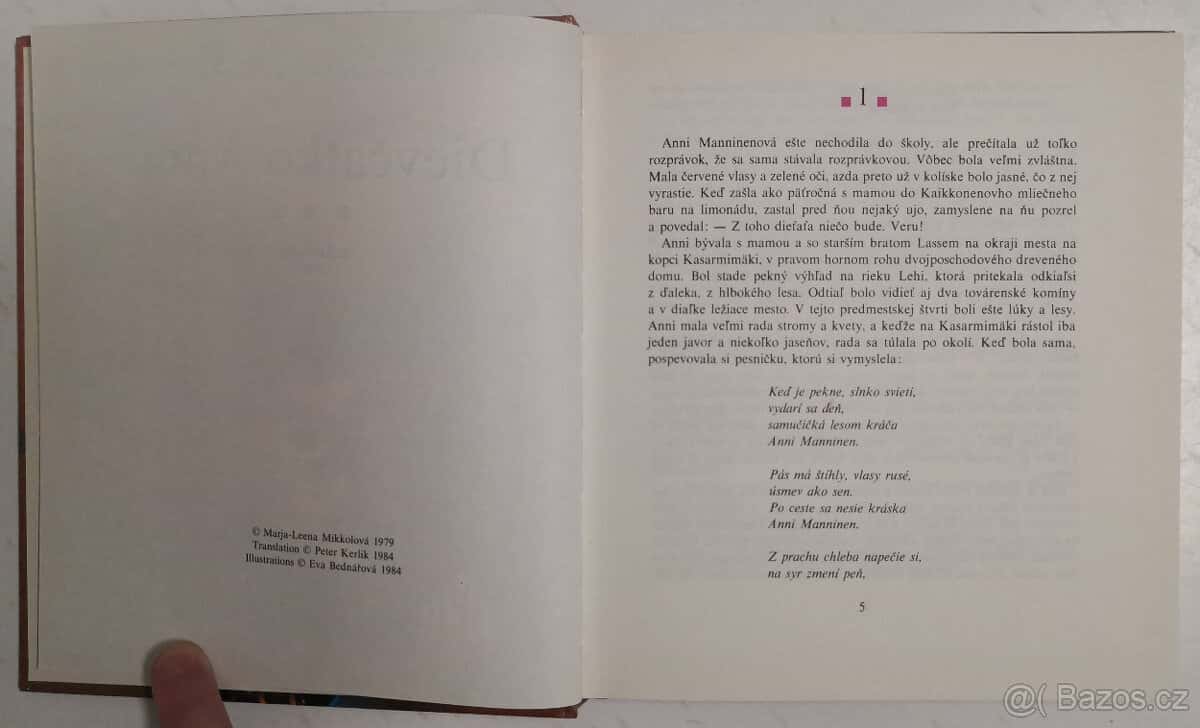 © Marja-Leena Mikkolová 1979
Translation © Peter Kerlik 1984
Illustrations © Eva Bednářová 1984
1
Anni Manninenová ešte nechodila do školy, ale prečítala už toľko
rozprávok, že sa sama stávala rozprávkovou. Vôbec bola veľmi zvláštna.
Mala červené vlasy a zelené oči, azda preto už v kolíske bolo jasné, čo z nej
vyrastie. Keď zašla ako päťročná s mamou do Kaikkonenovho mliečneho
baru na limonádu, zastal pred ňou nejaký ujo, zamyslene na ňu pozrel
a povedal: — Z toho dieťaťa niečo bude. Veru!
Anni bývala s mamou a so starším bratom Lassem na okraji mesta na
kopci Kasarmimäki, v pravom hornom rohu dvojposchodového dreveného
domu. Bol stade pekný výhľad na rieku Lehi, ktorá pritekala odkiaľsi
z ďaleka, z hlbokého lesa. Odtiaľ bolo vidieť aj dva továrenské komíny
a v diaľke ležiace mesto. V tejto predmestskej štvrti boli ešte lúky a lesy.
Anni mala veľmi rada stromy a kvety, a keďže na Kasarmimäki rástol iba
jeden javor a niekoľko jaseňov, rada sa túlala po okolí. Keď bola sama,
pospevovala si pesničku, ktorú si vymyslela:
Keď je pekne, slnko svieti,
vydarí sa deň,
samučičká lesom kráča
Anni Manninen.
Pás má štíhly, vlasy rusé,
úsmev ako sen.
Po ceste sa nesie kráska
Anni Manninen.
Z prachu chleba napečie si,
na syr zmení peň,
5
@( Bazos.cz